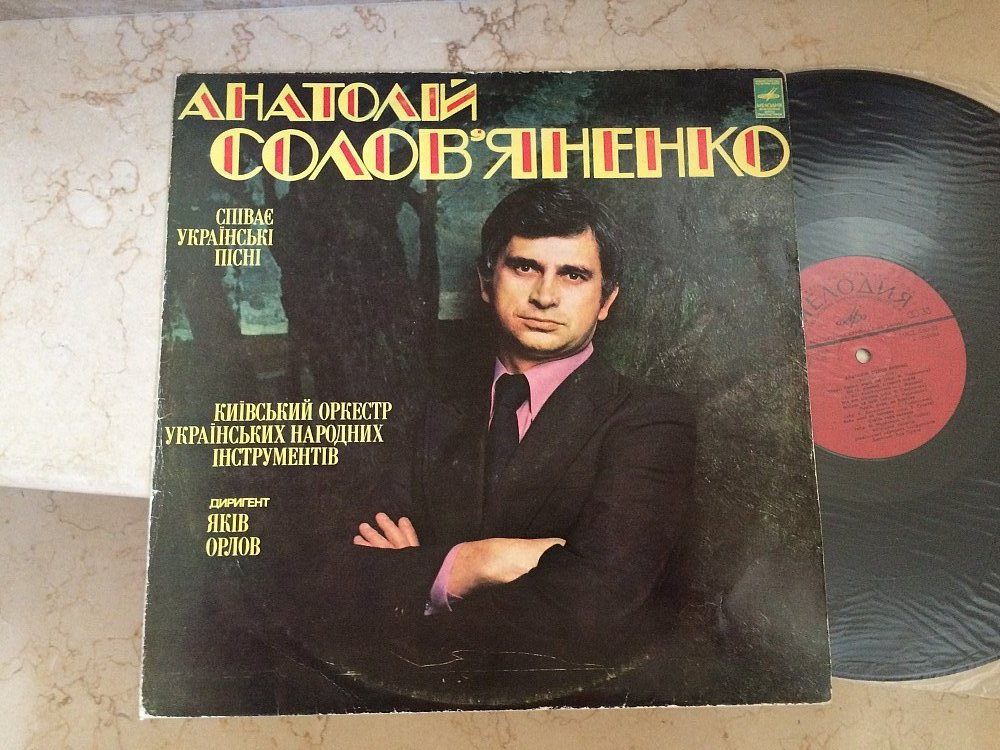 АНАТОЛІЙ
СОЛОВ'ЯНЕНКО
СПІВАЄ
УКРАЇНСЬКІ
ПІСНІ
КИЇВСЬКИЙ ОРКЕСТР
УКРАЇНСЬКИХ НАРОДНИХ
ІНСТРУМЕНТІВ
ДИРИГЕНТ
ЯКІВ
ОРЛОВ
МЕЛОДИЯ